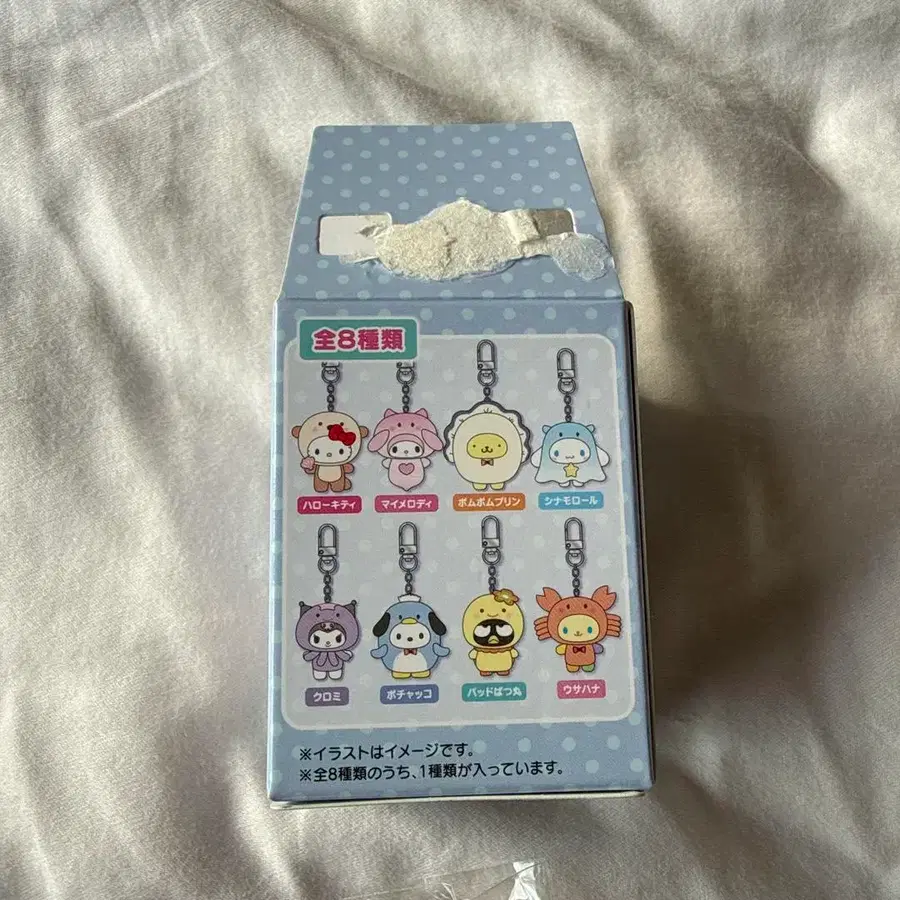 全8種類
ハローキティ
マイメロディ
ポムポムプリン
シナモロール
クロミ
ポチャッコ
バッドばつ丸
ウサハナ
※イラストはイメージです。
※全8種類のうち、1種類が入っています。